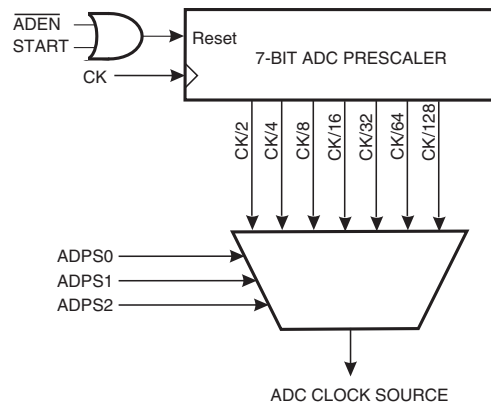 ADEN
START
Reset
7-BIT ADC PRESCALER
CK
CK/2
CK/4
CK/8
CK/16
CK/32
CK/64
CK/128
ADPS0
ADPS1
ADPS2
ADC CLOCK SOURCE